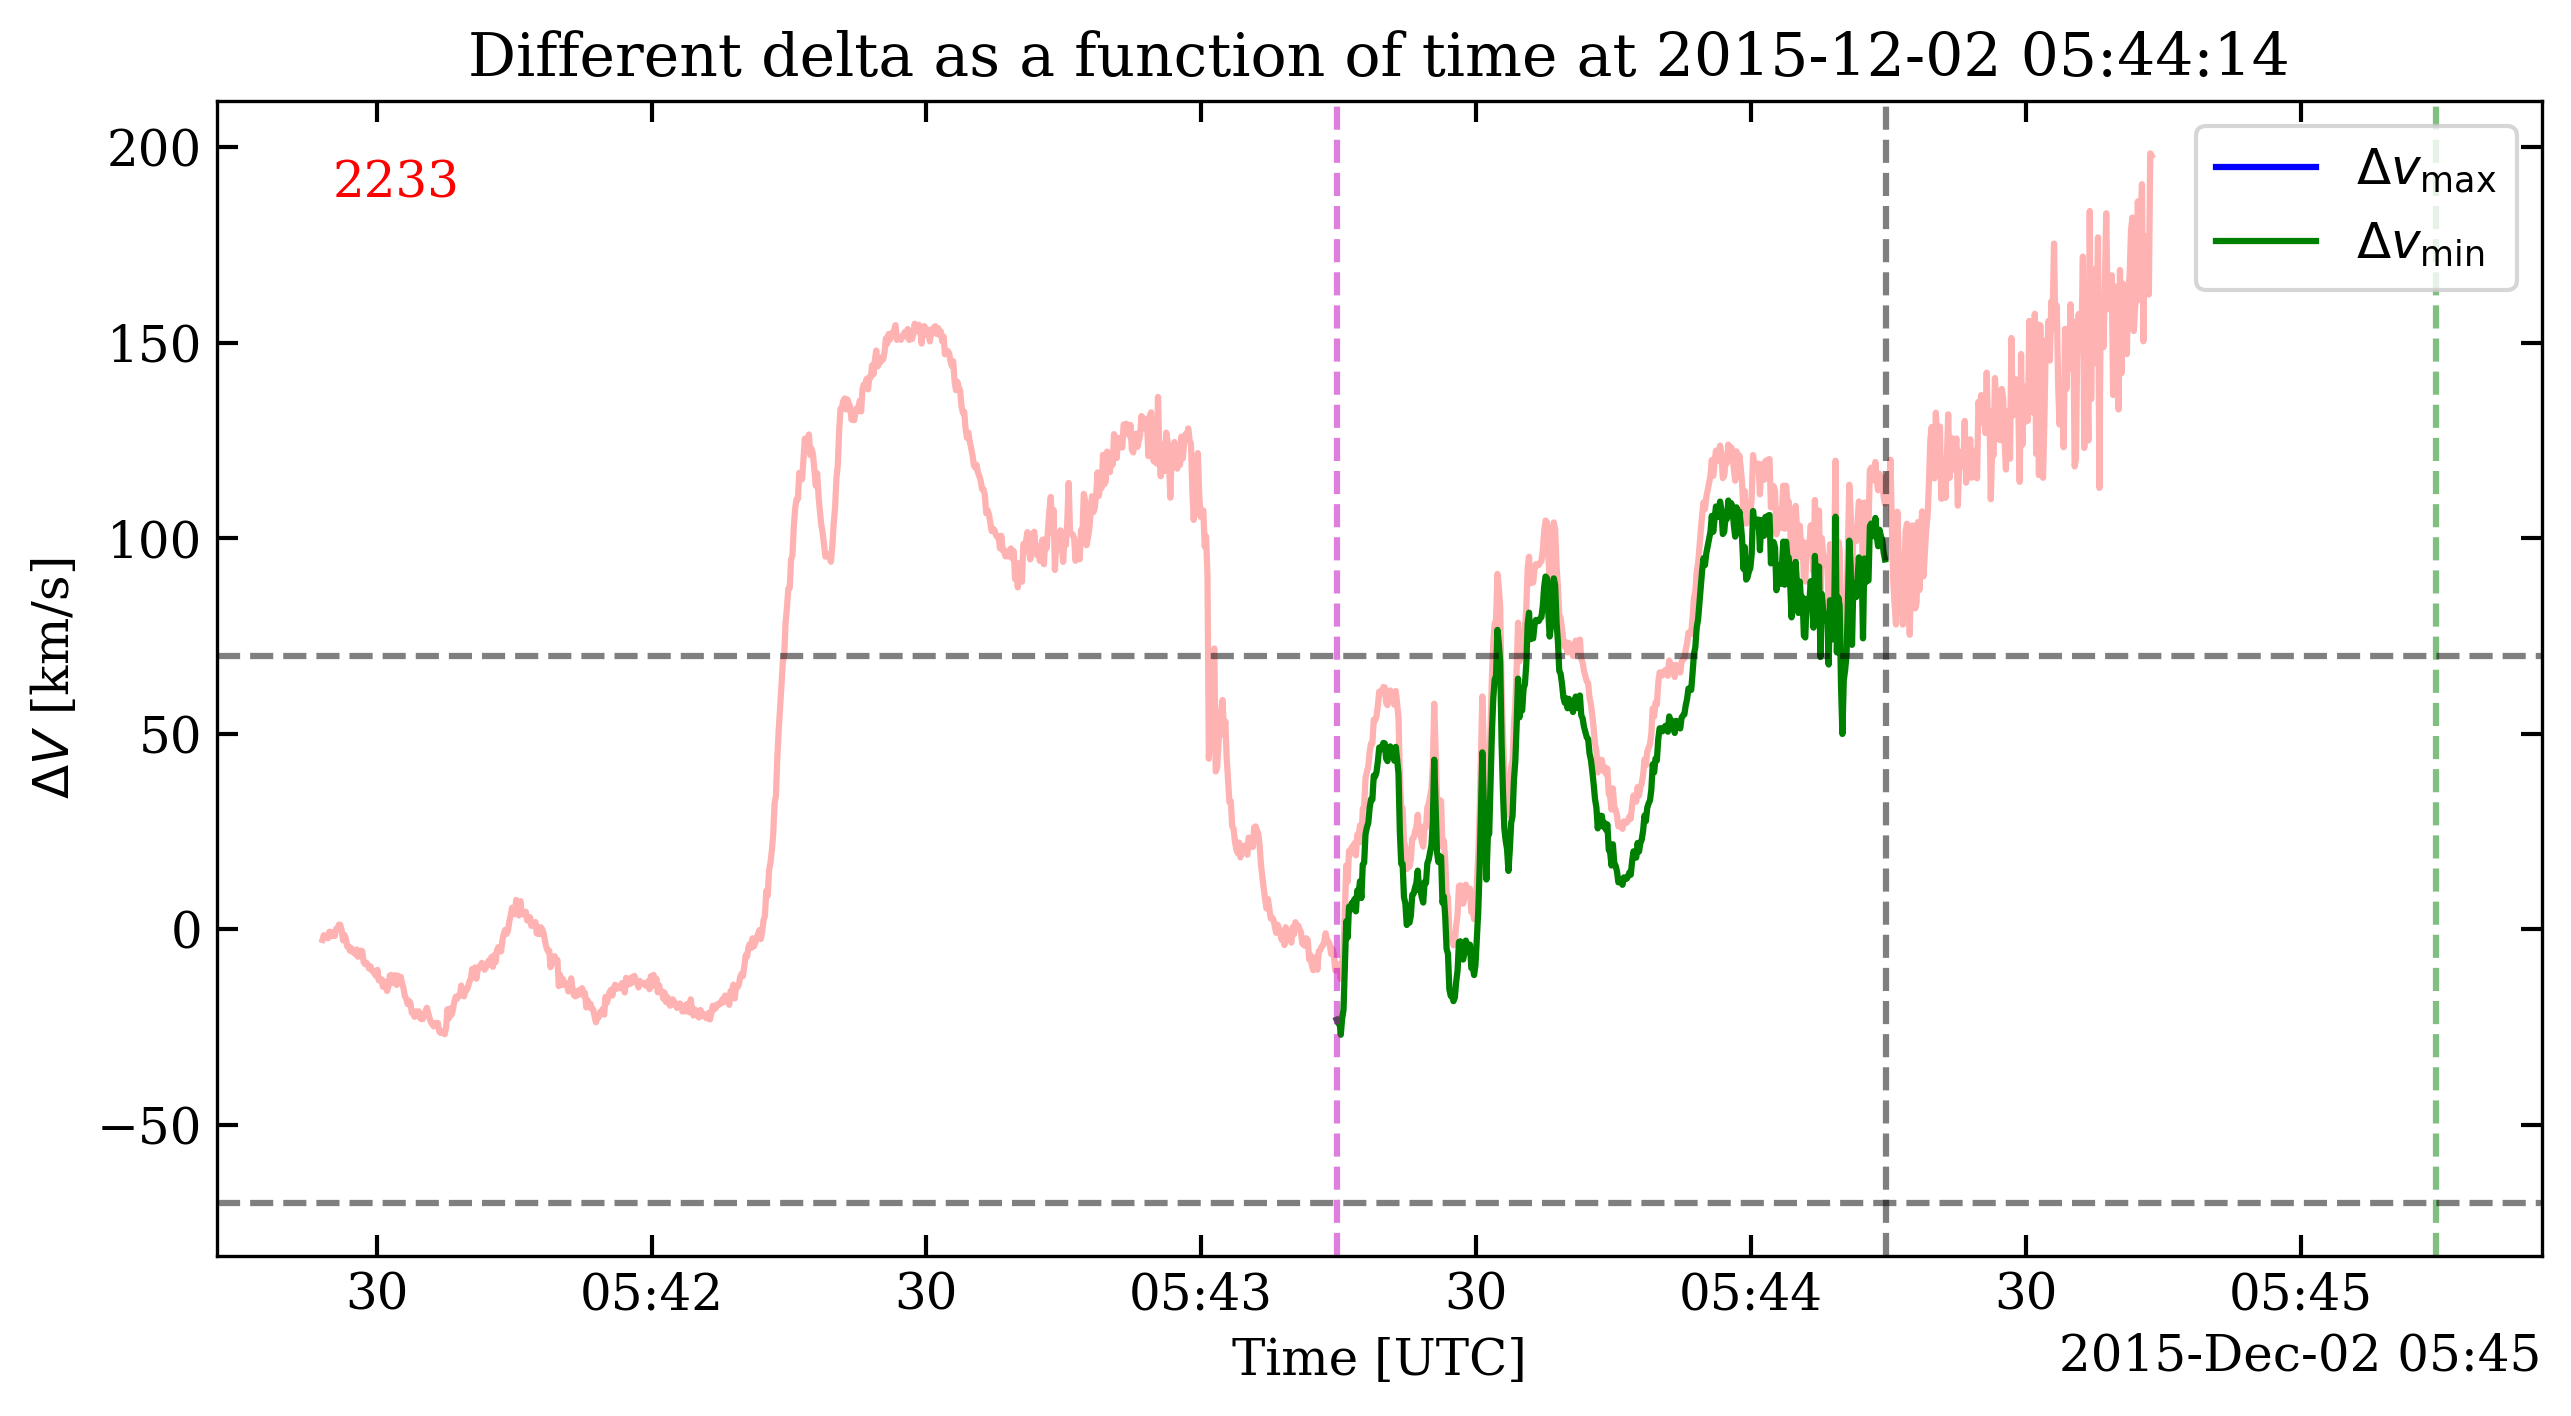 Different delta as a function of time at 2015-12-02 05:44:14
2233
Δv_max
Δv_min
200
150
100
50
0
−50
ΔV [km/s]
30 05:42 30 05:43 30 05:44 30 05:45
Time [UTC]
2015-Dec-02 05:45